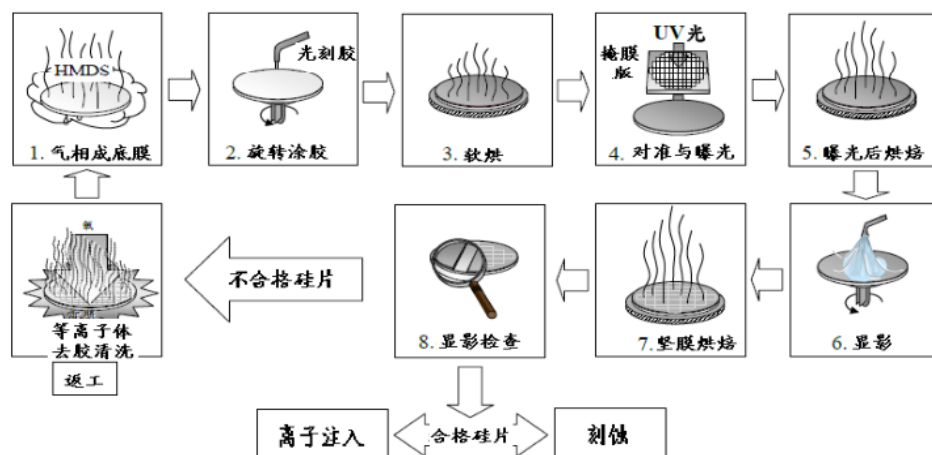 HMDS
1. 气相成底膜
光刻胶
2. 旋转涂胶
3. 软烘
UV光
掩膜
版
4. 对准与曝光
5. 曝光后烘焙
6. 显影
7. 坚膜烘焙
8. 显影检查
不合格硅片
氧
等离子体
去胶清洗
返工
离子注入
合格硅片
刻蚀